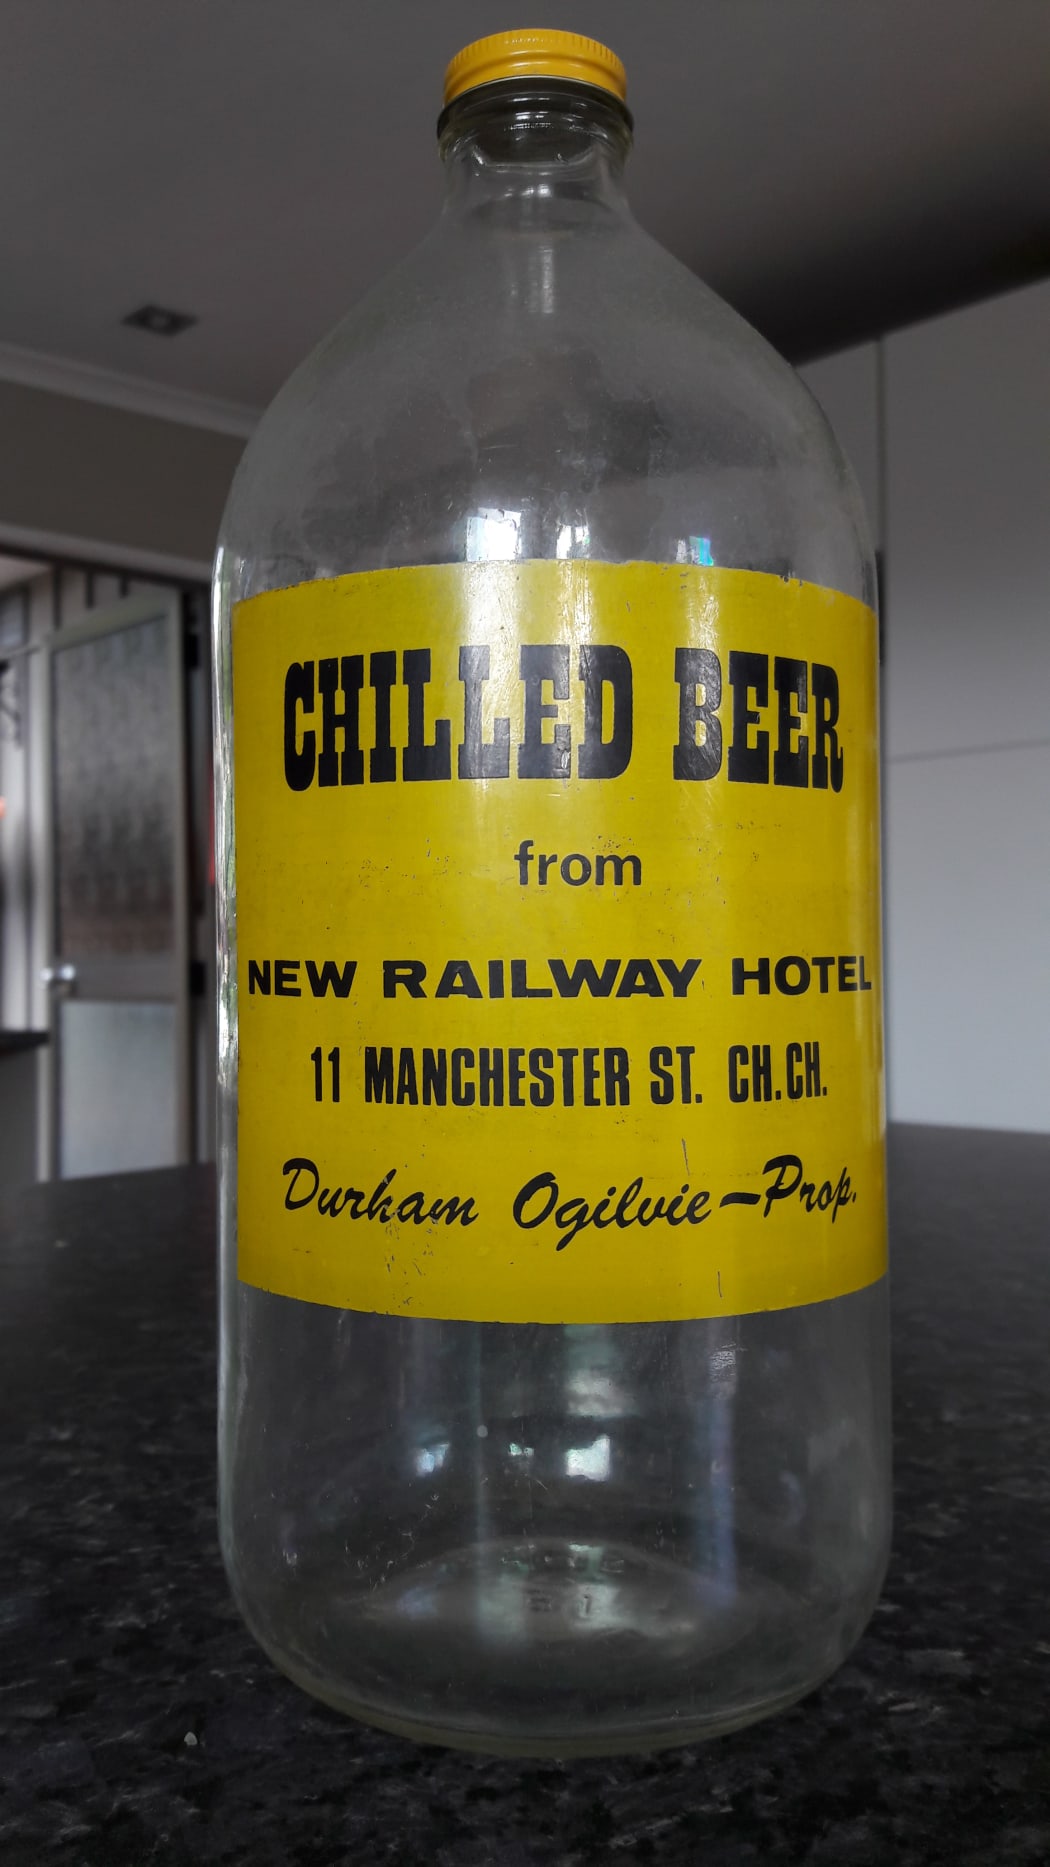 CHILLED BEER
from
NEW RAILWAY HOTEL
11 MANCHESTER ST. CH.CH.
Durham Ogilvie-Prop.